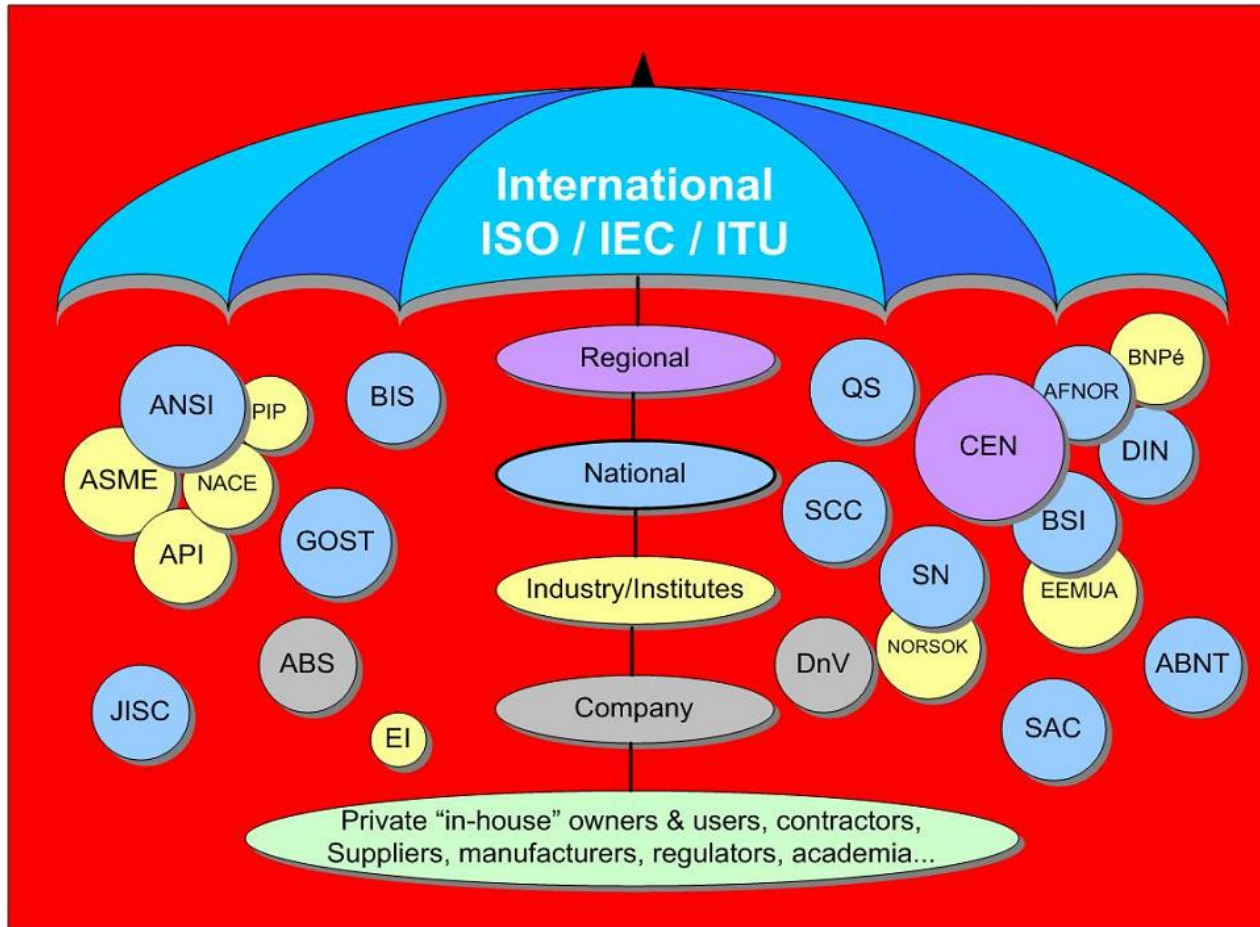 International
ISO / IEC / ITU
Regional
National
Industry/Institutes
Company
Private “in-house” owners & users, contractors,
Suppliers, manufacturers, regulators, academia...
ANSI
PIP
BIS
ASME
NACE
API
GOST
ABS
JISC
EI
QS
BNPé
AFNOR
CEN
DIN
SCC
BSI
SN
EEMUA
NORSOK
DnV
ABNT
SAC